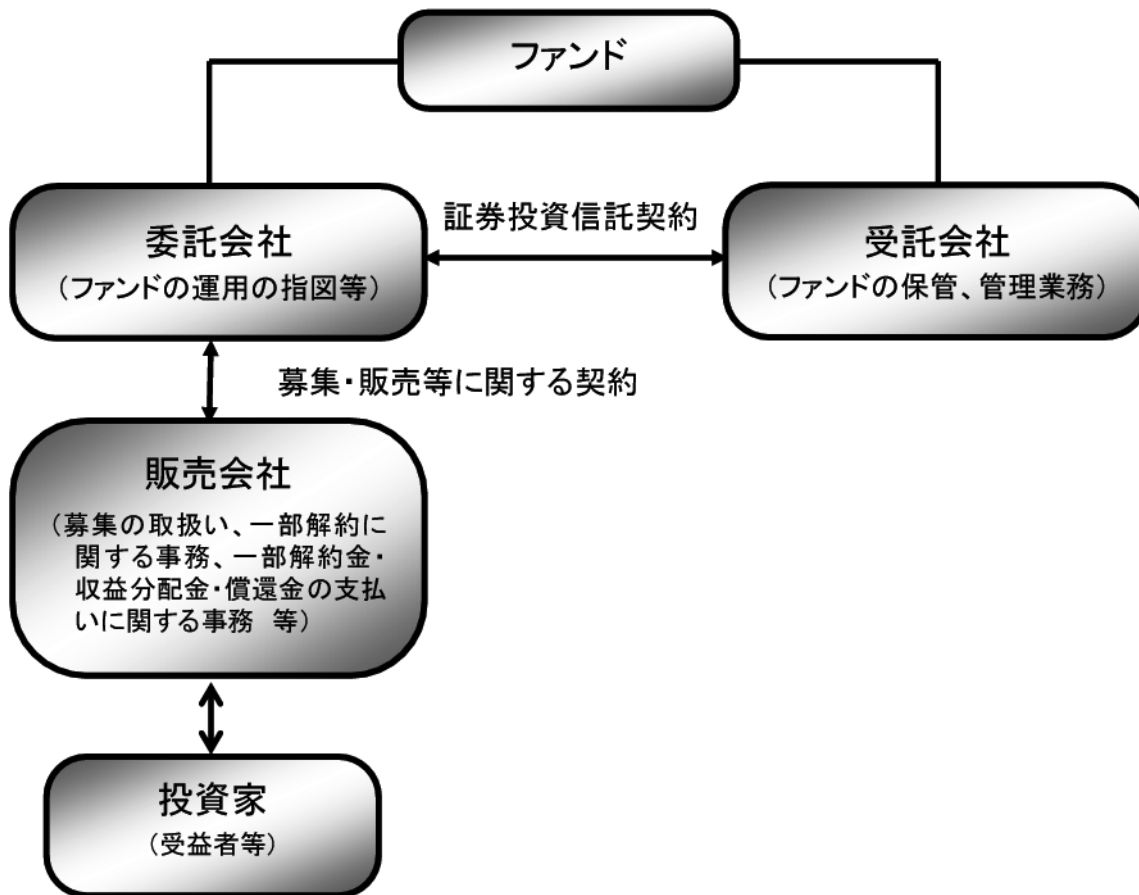 ファンド
委託会社
(ファンドの運用の指図等)
証券投資信託契約
受託会社
(ファンドの保管、管理業務)
募集・販売等に関する契約
販売会社
(募集の取扱い、一部解約に
関する事務、一部解約金・
収益分配金・償還金の支払
いに関する事務　等)
投資家
(受益者等)